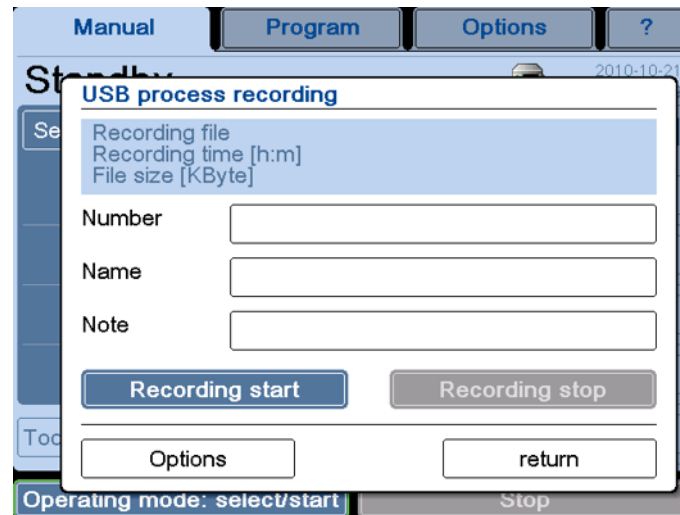 Manual Program Options ?
2010-10-21
USB process recording
Recording file
Recording time [h:m]
File size [KByte]
Number
Name
Note
Recording start Recording stop
Options return
Operating mode: select/start Stop